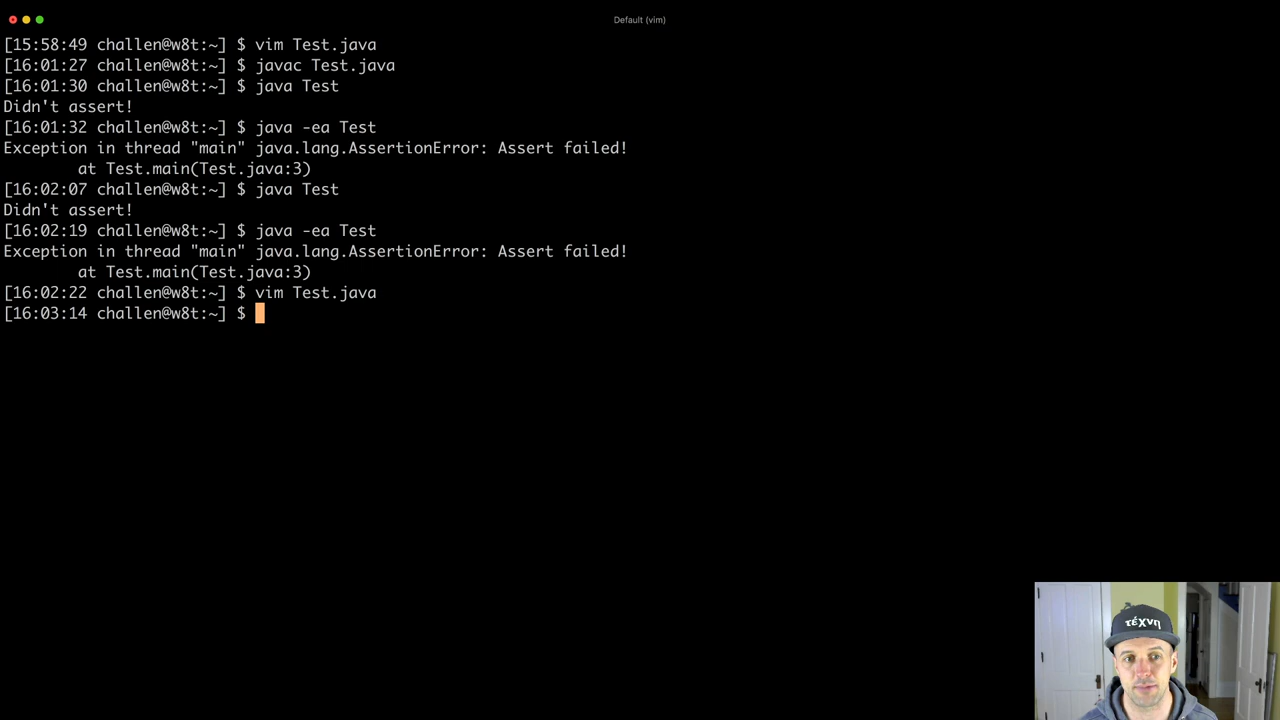 Default (vim)
[15:58:49 challen@w8t:~] $ vim Test.java
[16:01:27 challen@w8t:~] $ javac Test.java
[16:01:30 challen@w8t:~] $ java Test
Didn't assert!
[16:01:32 challen@w8t:~] $ java -ea Test
Exception in thread "main" java.lang.AssertionError: Assert failed!
        at Test.main(Test.java:3)
[16:02:07 challen@w8t:~] $ java Test
Didn't assert!
[16:02:19 challen@w8t:~] $ java -ea Test
Exception in thread "main" java.lang.AssertionError: Assert failed!
        at Test.main(Test.java:3)
[16:02:22 challen@w8t:~] $ vim Test.java
[16:03:14 challen@w8t:~] $
τέχνη